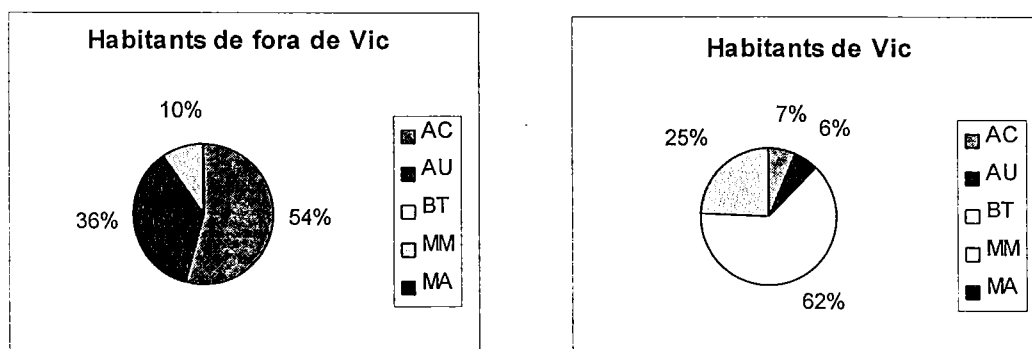 Habitants de fora de Vic
10%
36%
54%
AC
AU
BT
MM
MA
Habitants de Vic
7%
6%
25%
62%
AC
AU
BT
MM
MA